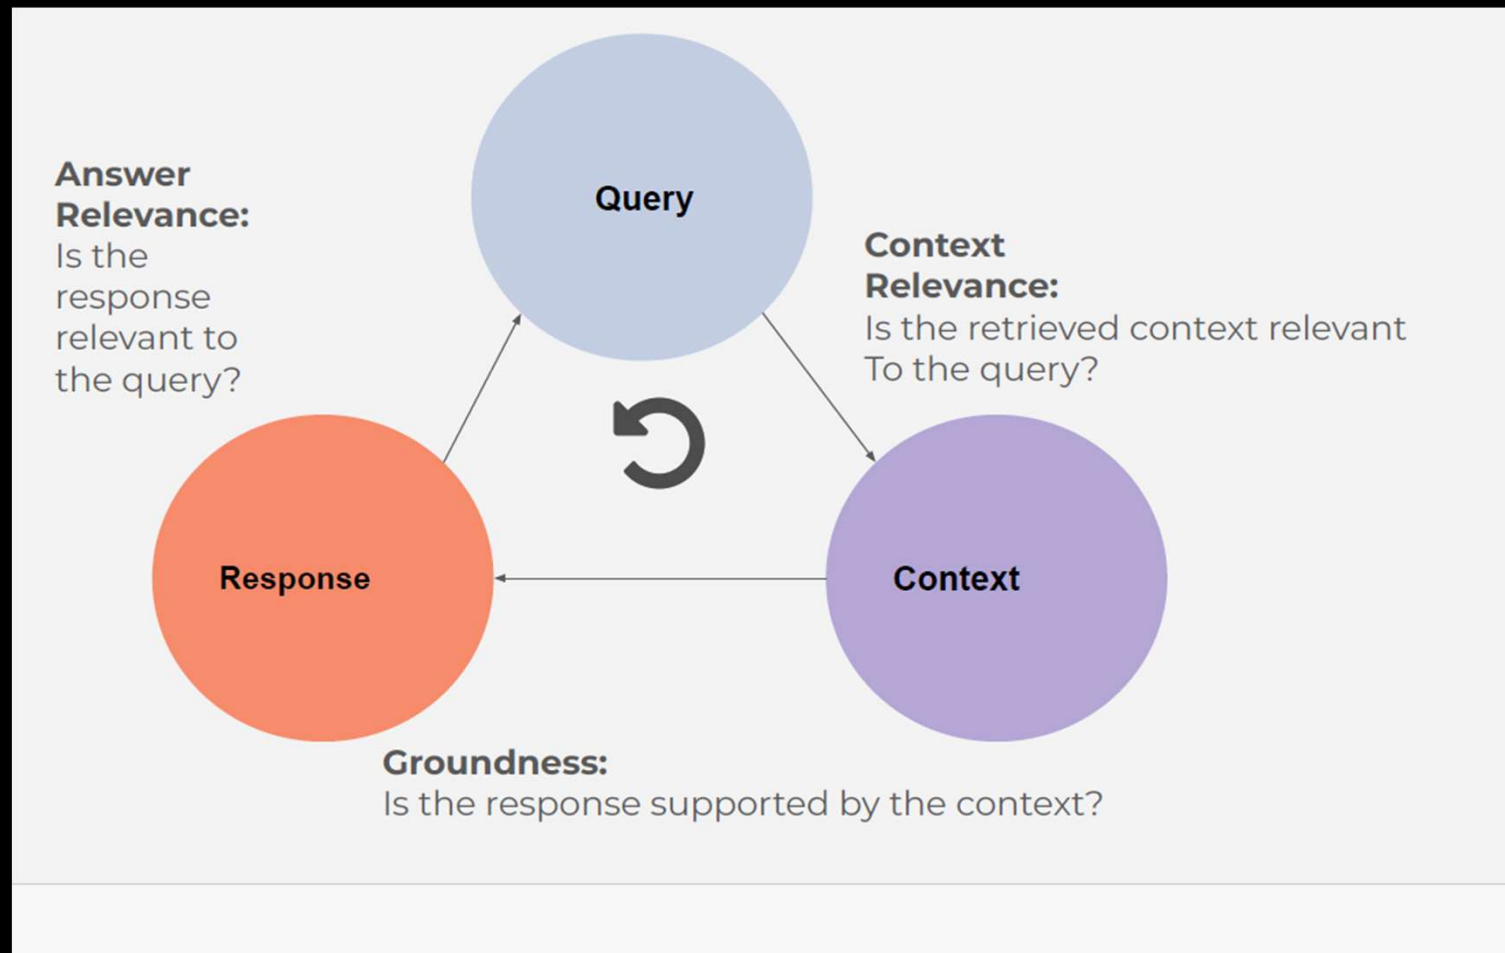 Query
Answer
Relevance:
Is the
response
relevant to
the query?
Context
Relevance:
Is the retrieved context relevant
To the query?
Response
Context
Groundness:
Is the response supported by the context?